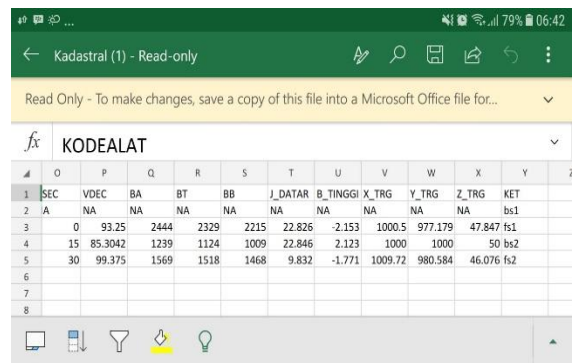 79% 06:42
Kadastral (1) - Read-only
Read Only - To make changes, save a copy of this file into a Microsoft Office file for...
fx KODEALAT
O P Q R S T U V W X Y
1 SEC VDEC BA BT BB J_DATAR B_TINGGI X_TRG Y_TRG Z_TRG KET
2 A NA NA NA NA NA NA NA NA NA bs1
3 0 93.25 2444 2329 2215 22.826 -2.153 1000.5 977.179 47.847 fs1
4 15 85.3042 1239 1124 1009 22.846 2.123 1000 1000 50 bs2
5 30 99.375 1569 1518 1468 9.832 -1.771 1009.72 980.584 46.076 fs2
6
7
8